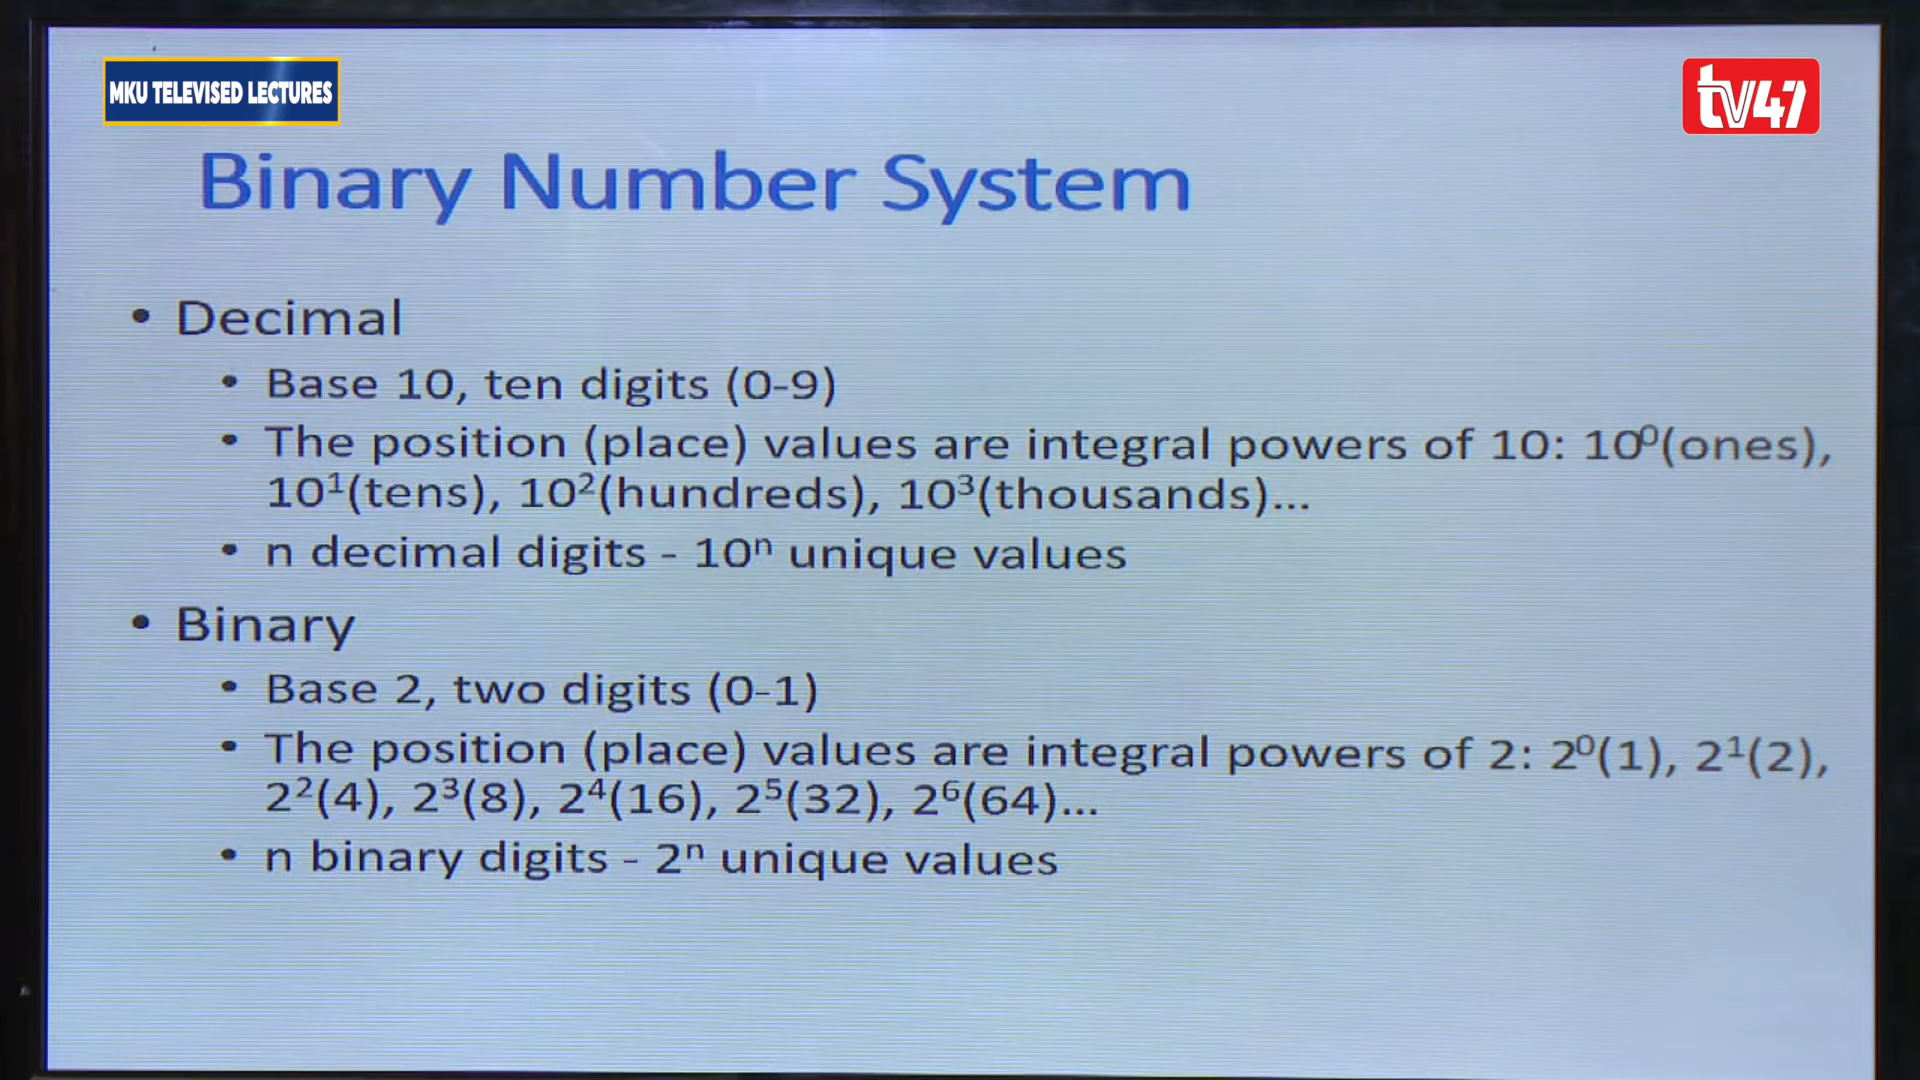 MKU TELEVISED LECTURES
tv47
Binary Number System
• Decimal
• Base 10, ten digits (0-9)
• The position (place) values are integral powers of 10: 10⁰(ones),
10¹(tens), 10²(hundreds), 10³(thousands)...
• n decimal digits - 10ⁿ unique values
• Binary
• Base 2, two digits (0-1)
• The position (place) values are integral powers of 2: 2⁰(1), 2¹(2),
2²(4), 2³(8), 2⁴(16), 2⁵(32), 2⁶(64)...
• n binary digits - 2ⁿ unique values